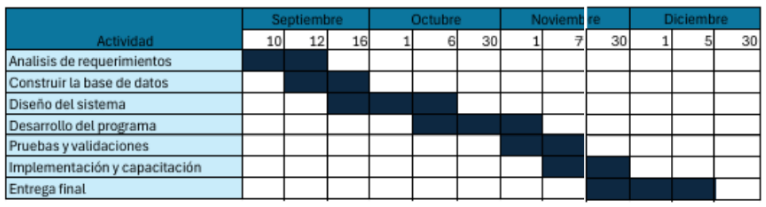 Septiembre Octubre Noviembre Diciembre
Actividad 10 12 16 1 6 30 1 7 30 1 5 30
Analisis de requerimientos
Construir la base de datos
Diseño del sistema
Desarrollo del programa
Pruebas y validaciones
Implementación y capacitación
Entrega final